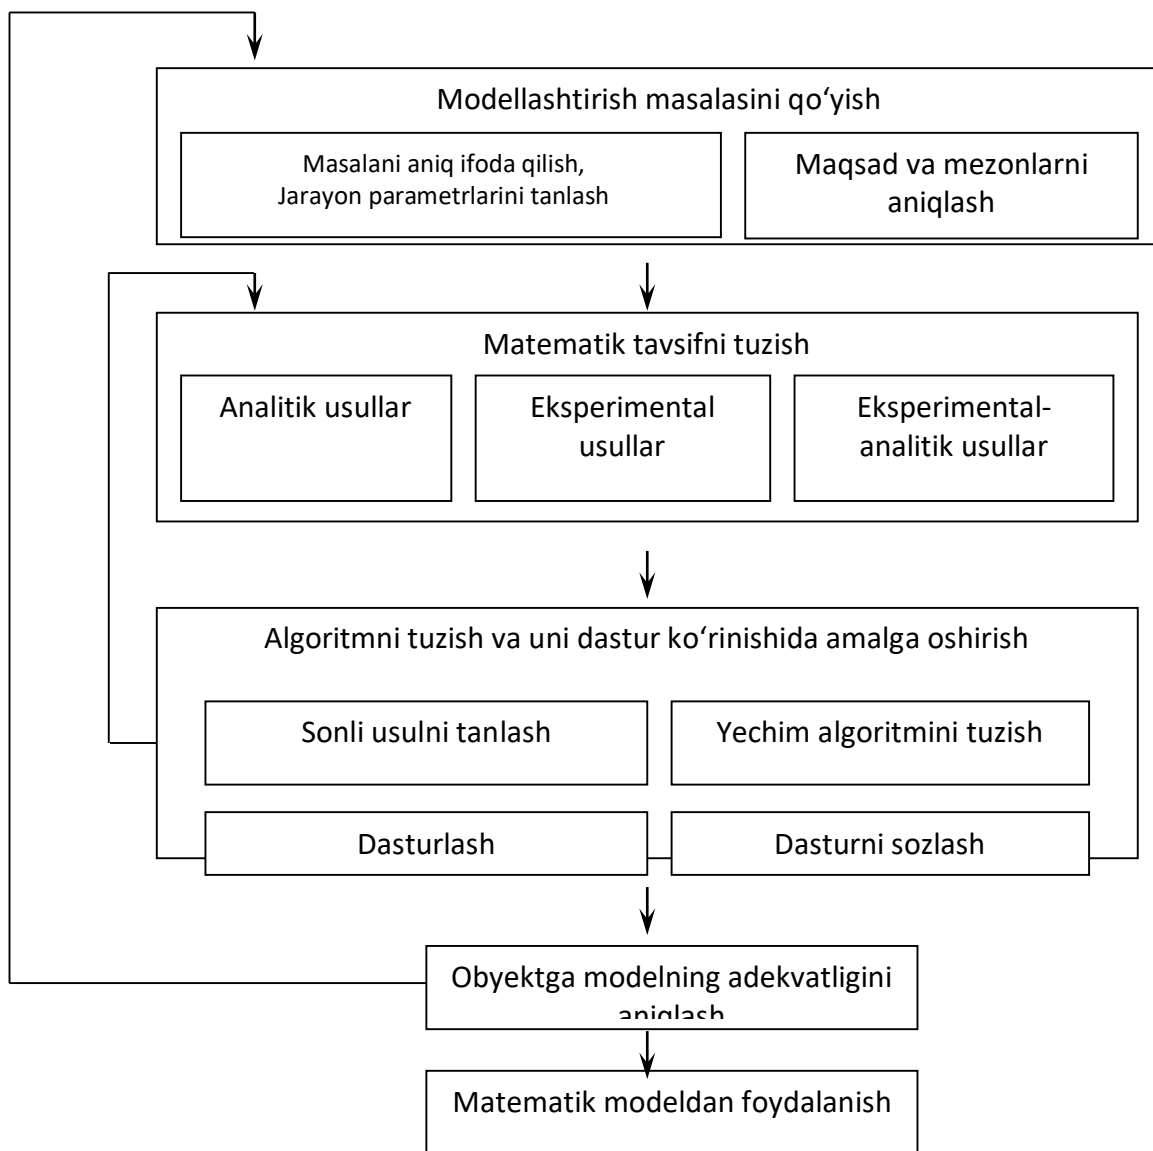 Modellashtirish masalasini qo‘yish
Masalani aniq ifoda qilish,
Jarayon parametrlarini tanlash
Maqsad va mezonlarni
aniqlash
Matematik tavsifni tuzish
Analitik usullar
Eksperimental
usullar
Eksperimental-
analitik usullar
Algoritmni tuzish va uni dastur ko‘rinishida amalga oshirish
Sonli usulni tanlash
Yechim algoritmini tuzish
Dasturlash
Dasturni sozlash
Obyektga modelning adekvatligini
aniqlash
Matematik modeldan foydalanish